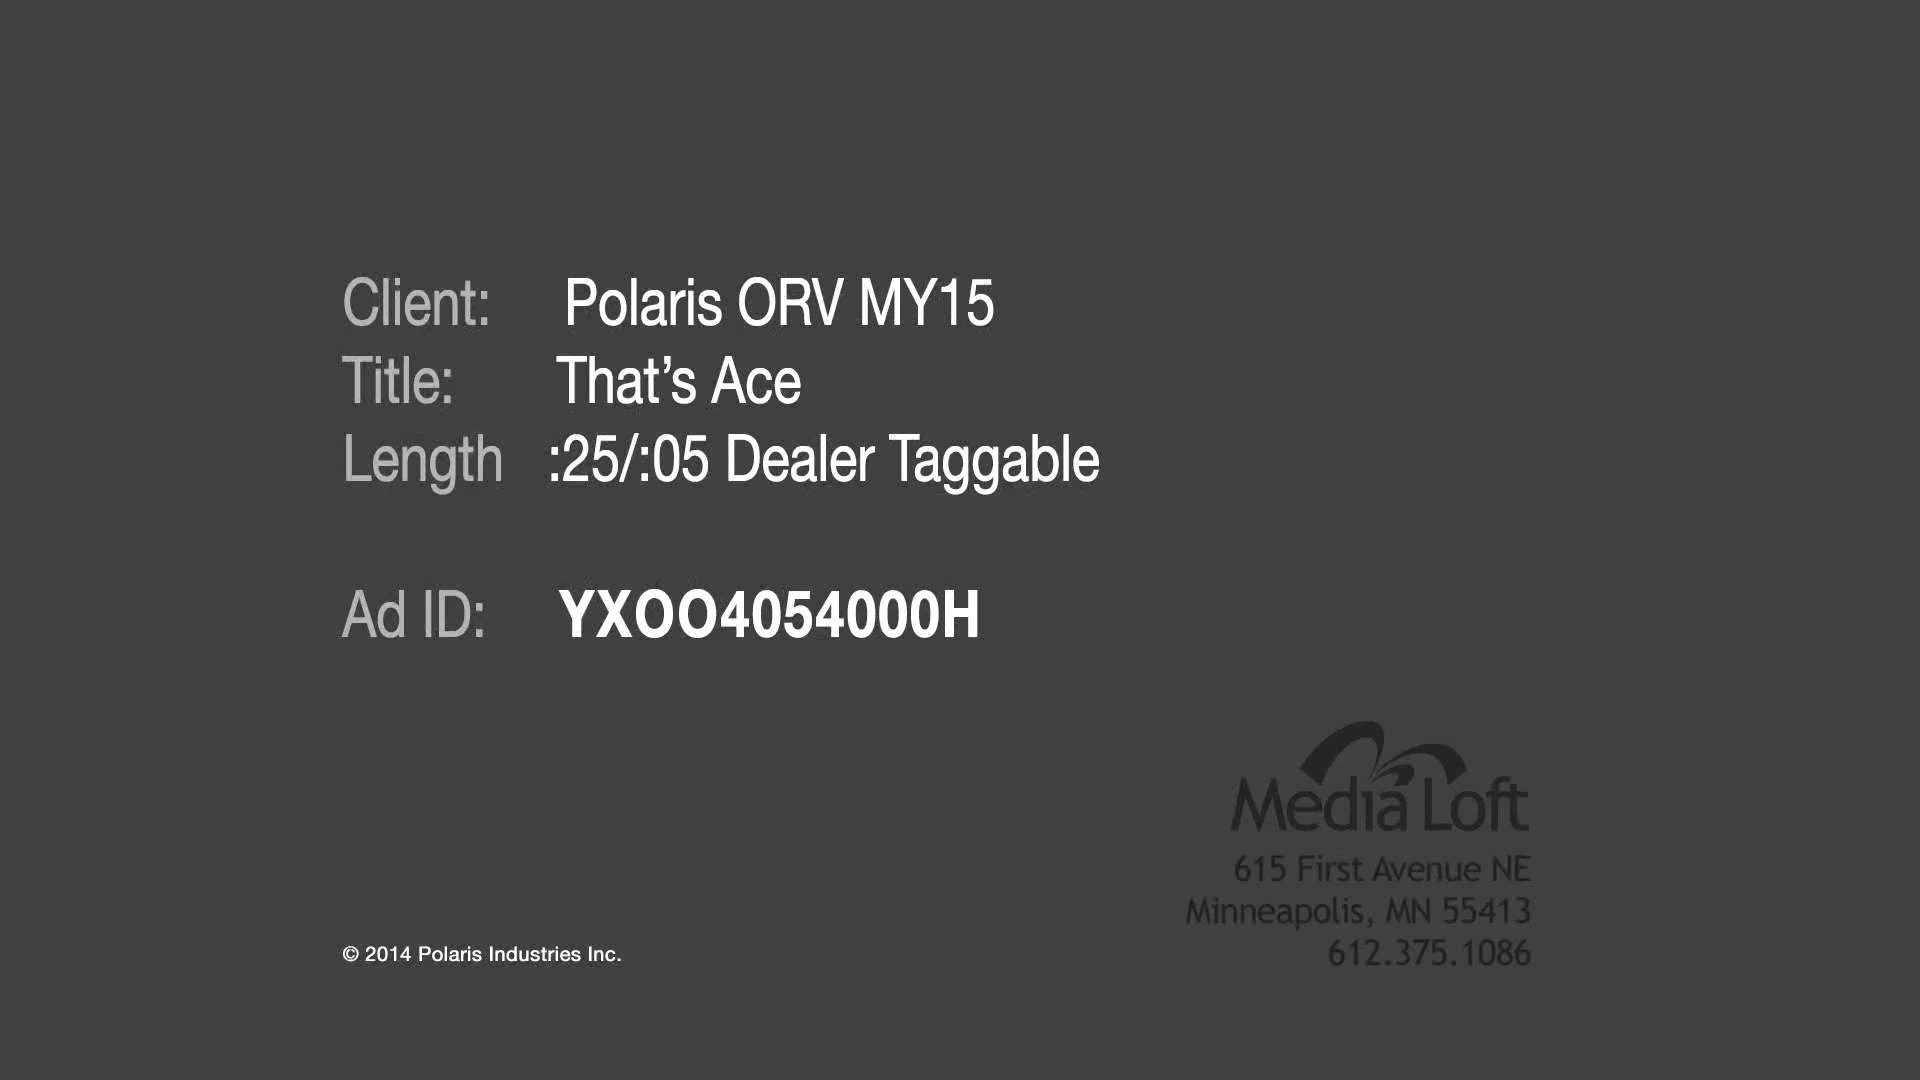 Client: Polaris ORV MY15
Title: That's Ace
Length :25/:05 Dealer Taggable
Ad ID: YXOO4054000H
Media Loft
615 First Avenue NE
Minneapolis, MN 55413
612.375.1086
© 2014 Polaris Industries Inc.